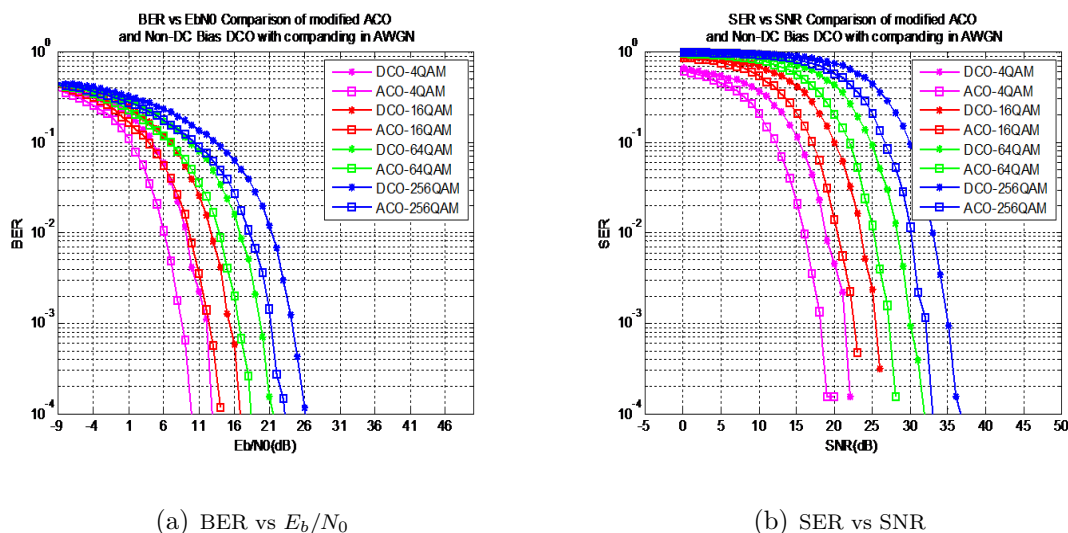 BER vs EbN0 Comparison of modified ACO
and Non-DC Bias DCO with companding in AWGN
10^0
10^-1
10^-2
10^-3
10^-4
BER
DCO-4QAM
ACO-4QAM
DCO-16QAM
ACO-16QAM
DCO-64QAM
ACO-64QAM
DCO-256QAM
ACO-256QAM
-9 -4 1 6 11 16 21 26 31 36 41 46
Eb/N0(dB)
(a) BER vs E_b/N_0
SER vs SNR Comparison of modified ACO
and Non-DC Bias DCO with companding in AWGN
10^0
10^-1
10^-2
10^-3
10^-4
SER
DCO-4QAM
ACO-4QAM
DCO-16QAM
ACO-16QAM
DCO-64QAM
ACO-64QAM
DCO-256QAM
ACO-256QAM
-5 0 5 10 15 20 25 30 35 40 45 50
SNR(dB)
(b) SER vs SNR